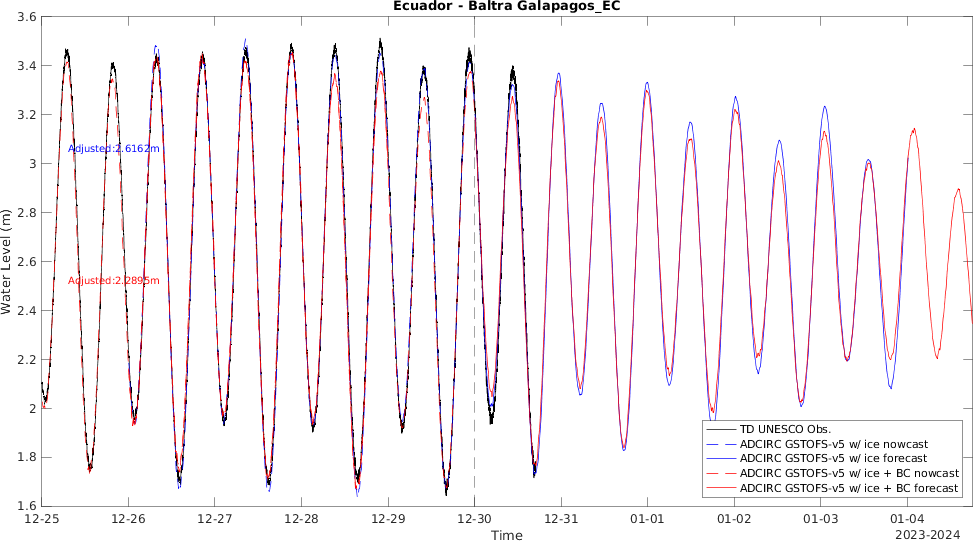 Ecuador - Baltra Galapagos_EC
3.6
3.4
3.2
3
2.8
2.6
2.4
2.2
2
1.8
1.6
Water Level (m)
Adjusted:2.6162m
Adjusted:2.2895m
TD UNESCO Obs.
ADCIRC GSTOFS-v5 w/ ice nowcast
ADCIRC GSTOFS-v5 w/ ice forecast
ADCIRC GSTOFS-v5 w/ ice + BC nowcast
ADCIRC GSTOFS-v5 w/ ice + BC forecast
12-25 12-26 12-27 12-28 12-29 12-30 12-31 01-01 01-02 01-03 01-04
Time
2023-2024